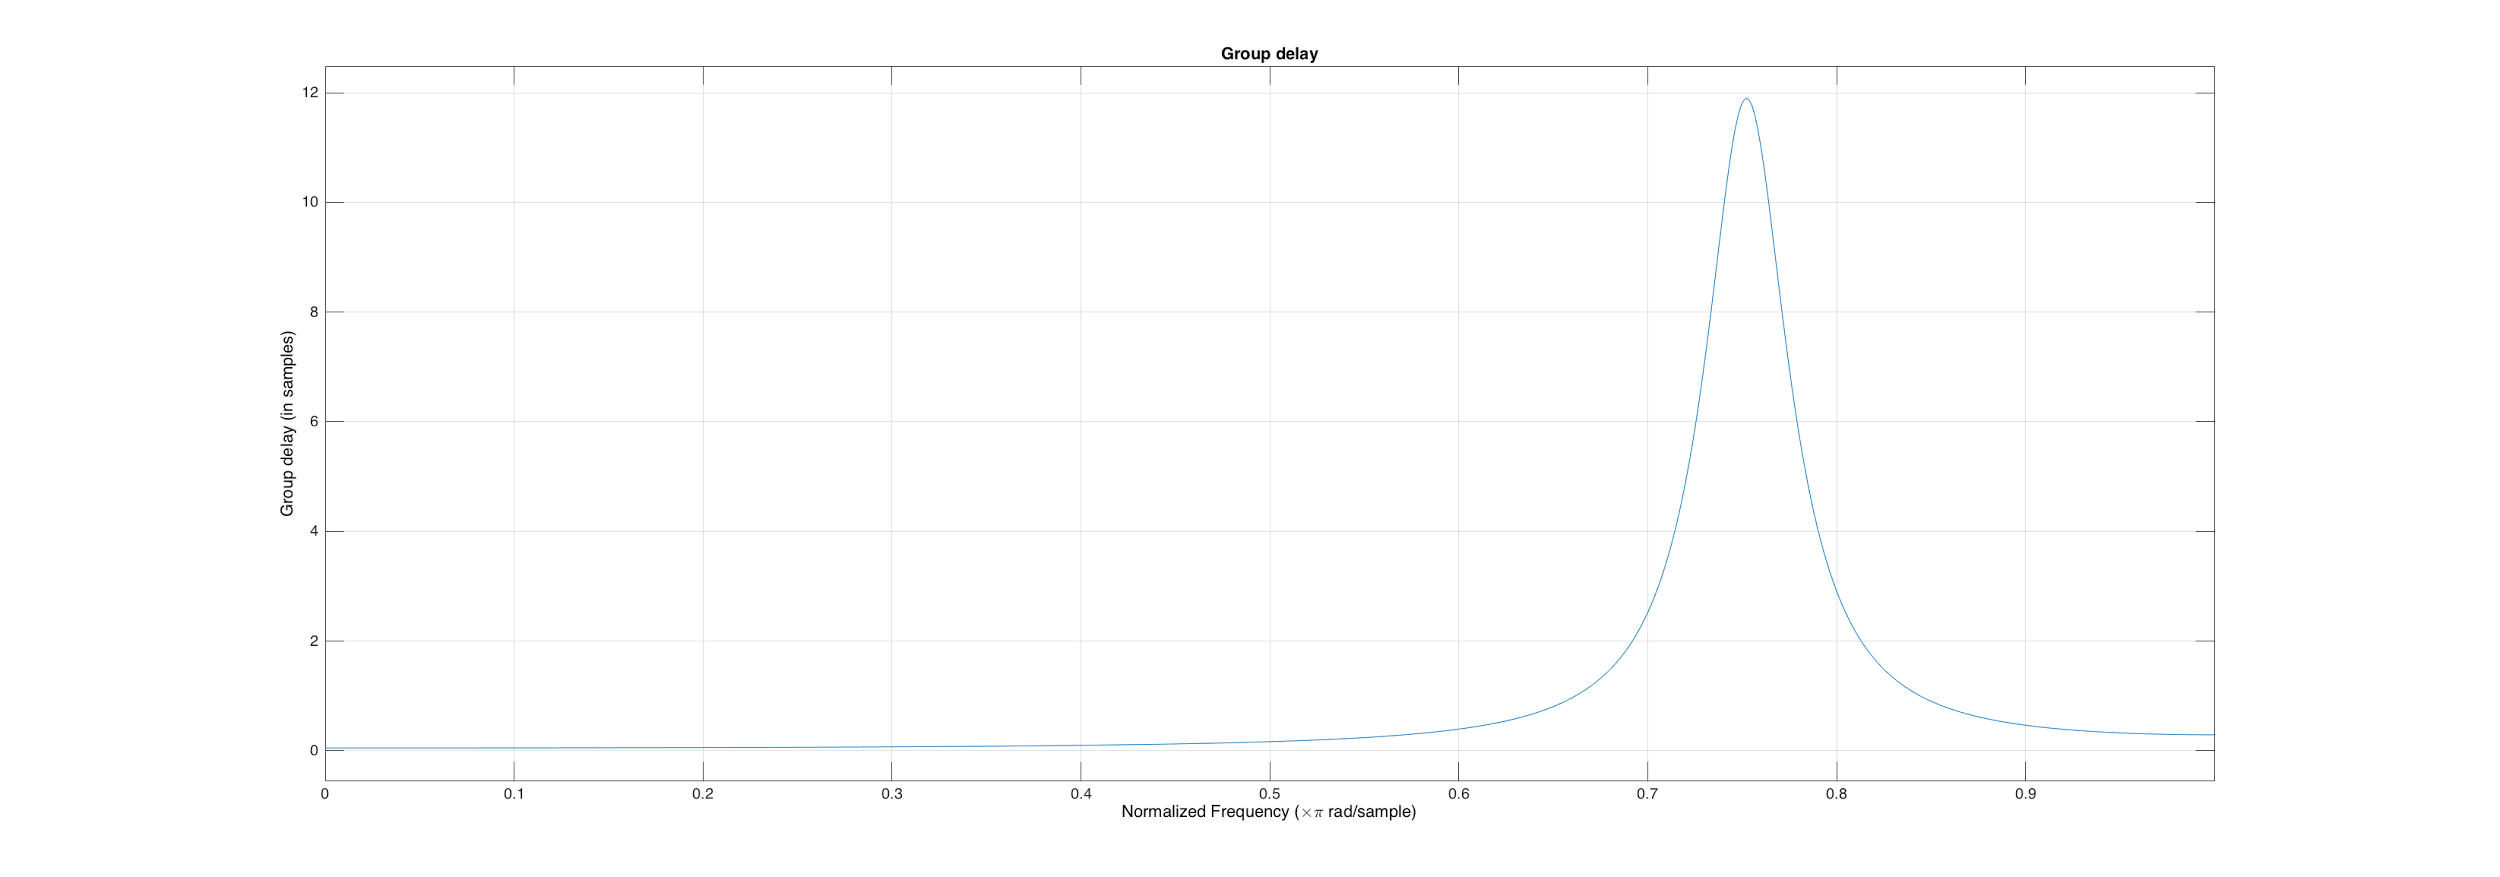 Group delay
12
10
8
6
4
2
0
Group delay (in samples)
0 0.1 0.2 0.3 0.4 0.5 0.6 0.7 0.8 0.9
Normalized Frequency (×π rad/sample)